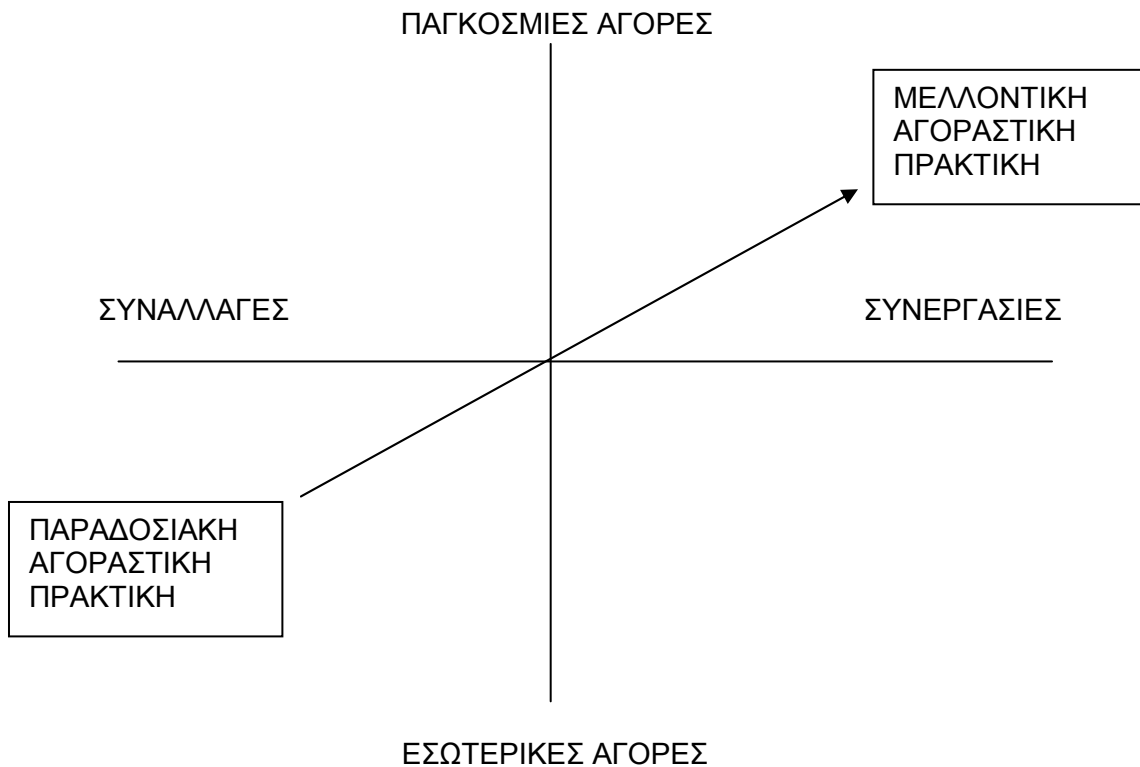 ΠΑΓΚΟΣΜΙΕΣ ΑΓΟΡΕΣ
ΜΕΛΛΟΝΤΙΚΗ
ΑΓΟΡΑΣΤΙΚΗ
ΠΡΑΚΤΙΚΗ
ΣΥΝΑΛΛΑΓΕΣ
ΣΥΝΕΡΓΑΣΙΕΣ
ΠΑΡΑΔΟΣΙΑΚΗ
ΑΓΟΡΑΣΤΙΚΗ
ΠΡΑΚΤΙΚΗ
ΕΣΩΤΕΡΙΚΕΣ ΑΓΟΡΕΣ